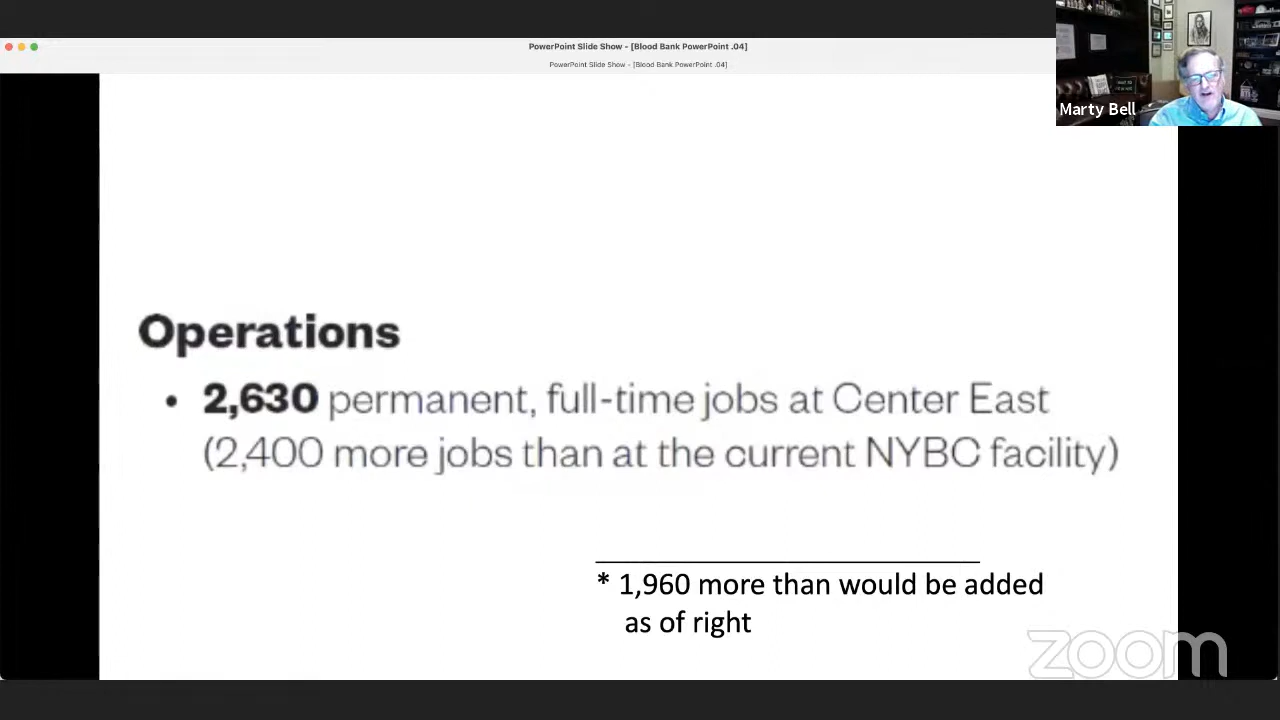 PowerPoint Slide Show - [Blood Bank PowerPoint .04]
PowerPoint Slide Show - [Blood Bank PowerPoint .04]
Marty Bell
Operations
• 2,630 permanent, full-time jobs at Center East
(2,400 more jobs than at the current NYBC facility)
* 1,960 more than would be added
as of right
zoom